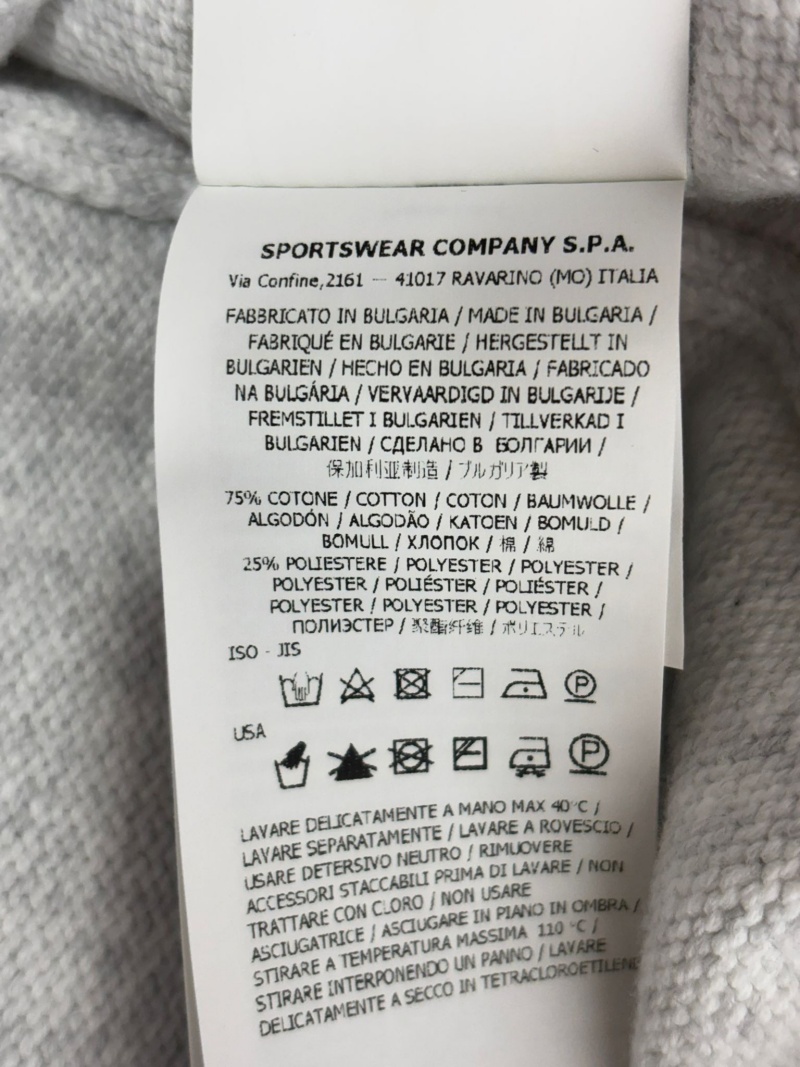 SPORTSWEAR COMPANY S.P.A.
Via Confine,2161 — 41017 RAVARINO (MO) ITALIA
FABBRICATO IN BULGARIA / MADE IN BULGARIA /
FABRIQUÉ EN BULGARIE / HERGESTELLT IN
BULGARIEN / HECHO EN BULGARIA / FABRICADO
NA BULGÁRIA / VERVAARDIGD IN BULGARIJE /
FREMSTILLET I BULGARIEN / TILLVERKAD I
BULGARIEN / СДЕЛАНО В БОЛГАРИИ /
保加利亚制造 / ブルガリア製
75% COTONE / COTTON / COTON / BAUMWOLLE /
ALGODÓN / ALGODÃO / KATOEN / BOMULD /
BOMULL / ХЛОПОК / 棉 / 綿
25% POLIESTERE / POLYESTER / POLYESTER /
POLYESTER / POLIÉSTER / POLIÉSTER /
POLYESTER / POLYESTER / POLYESTER /
ПОЛИЭСТЕР / 聚酯纤维 / ポリエステル
ISO - JIS
P
USA
P
LAVARE DELICATAMENTE A MANO MAX 40°C /
LAVARE SEPARATAMENTE / LAVARE A ROVESCIO /
USARE DETERSIVO NEUTRO / RIMUOVERE
ACCESSORI STACCABILI PRIMA DI LAVARE / NON
TRATTARE CON CLORO / NON USARE
ASCIUGATRICE / ASCIUGARE IN PIANO IN OMBRA /
STIRARE A TEMPERATURA MASSIMA 110°C /
STIRARE INTERPONENDO UN PANNO / LAVARE
DELICATAMENTE A SECCO IN TETRACLOROETILENE